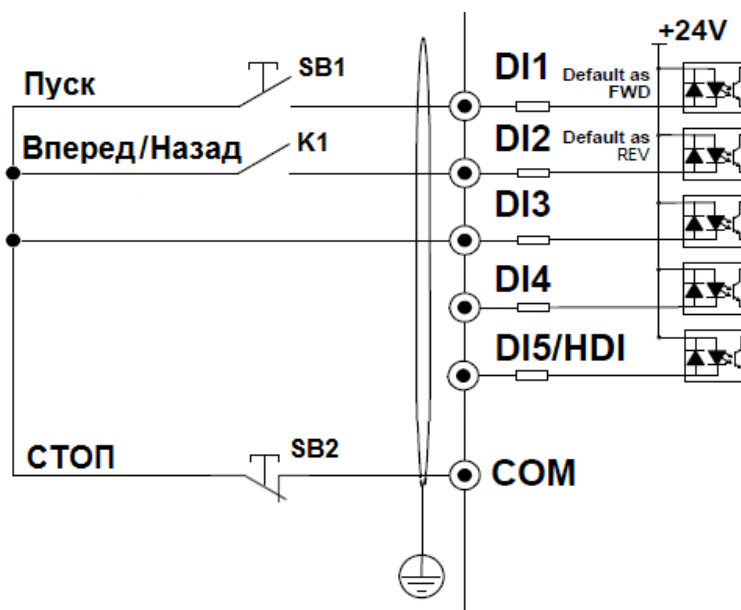 +24V
Пуск
SB1
DI1
Default as
FWD
Вперед/Назад
K1
DI2
Default as
REV
DI3
DI4
DI5/HDI
СТОП
SB2
COM